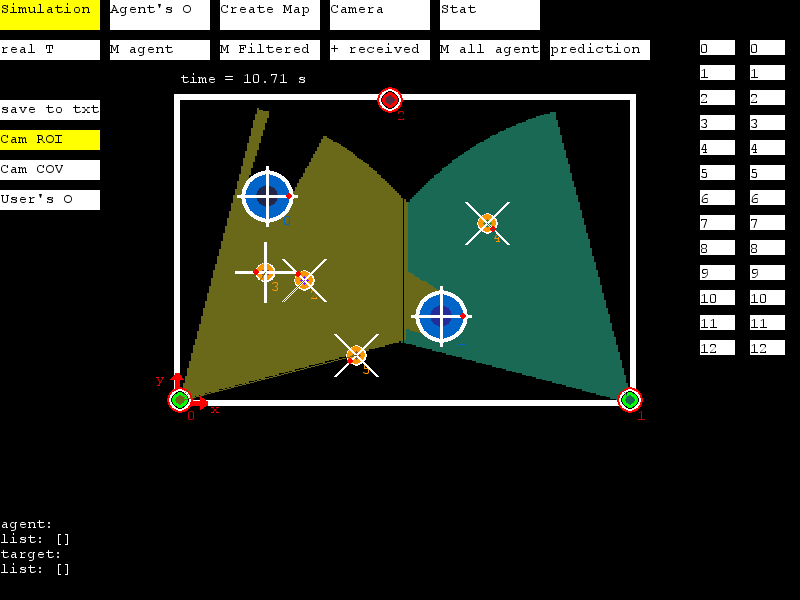 Simulation Agent's O Create Map Camera Stat
real T M agent M Filtered + received M all agent prediction
time = 10.71 s
save to txt
Cam ROI
Cam COV
User's O
0 0
1 1
2 2
3 3
4 4
5 5
6 6
7 7
8 8
9 9
10 10
11 11
12 12
2
4
3
5
y
x
0
1
agent:
list: []
target:
list: []